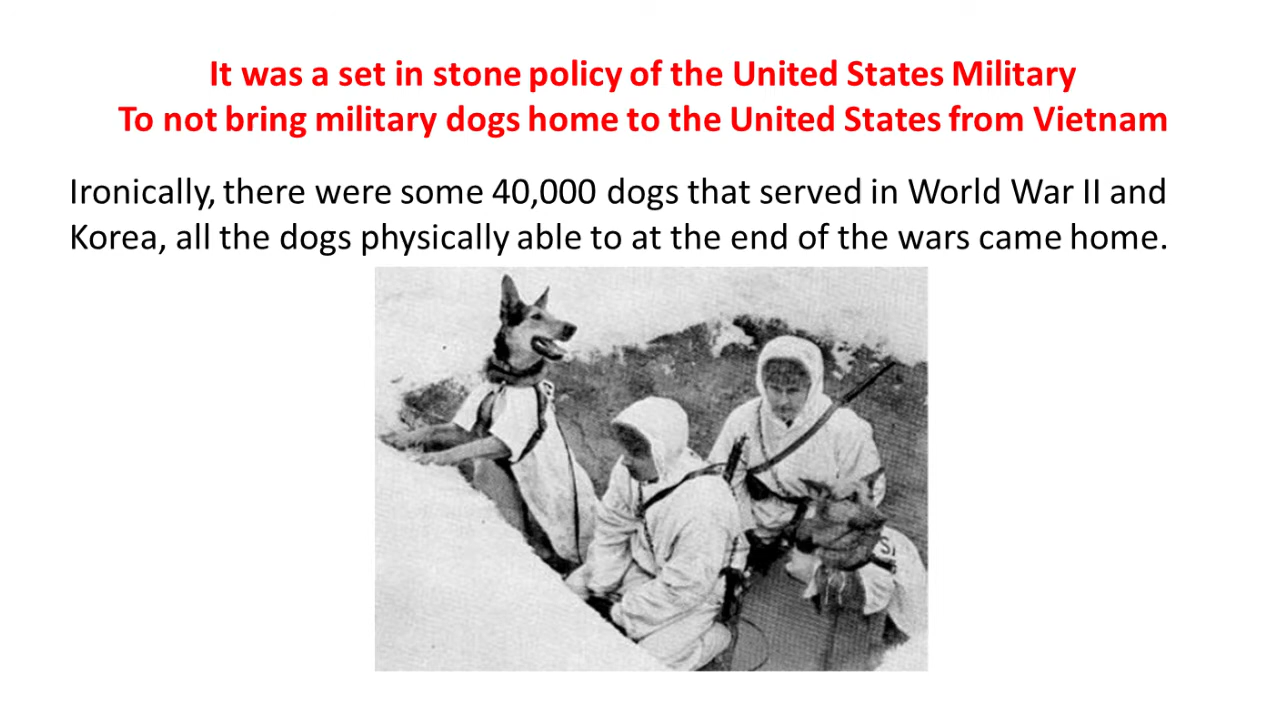 It was a set in stone policy of the United States Military
To not bring military dogs home to the United States from Vietnam
Ironically, there were some 40,000 dogs that served in World War II and
Korea, all the dogs physically able to at the end of the wars came home.